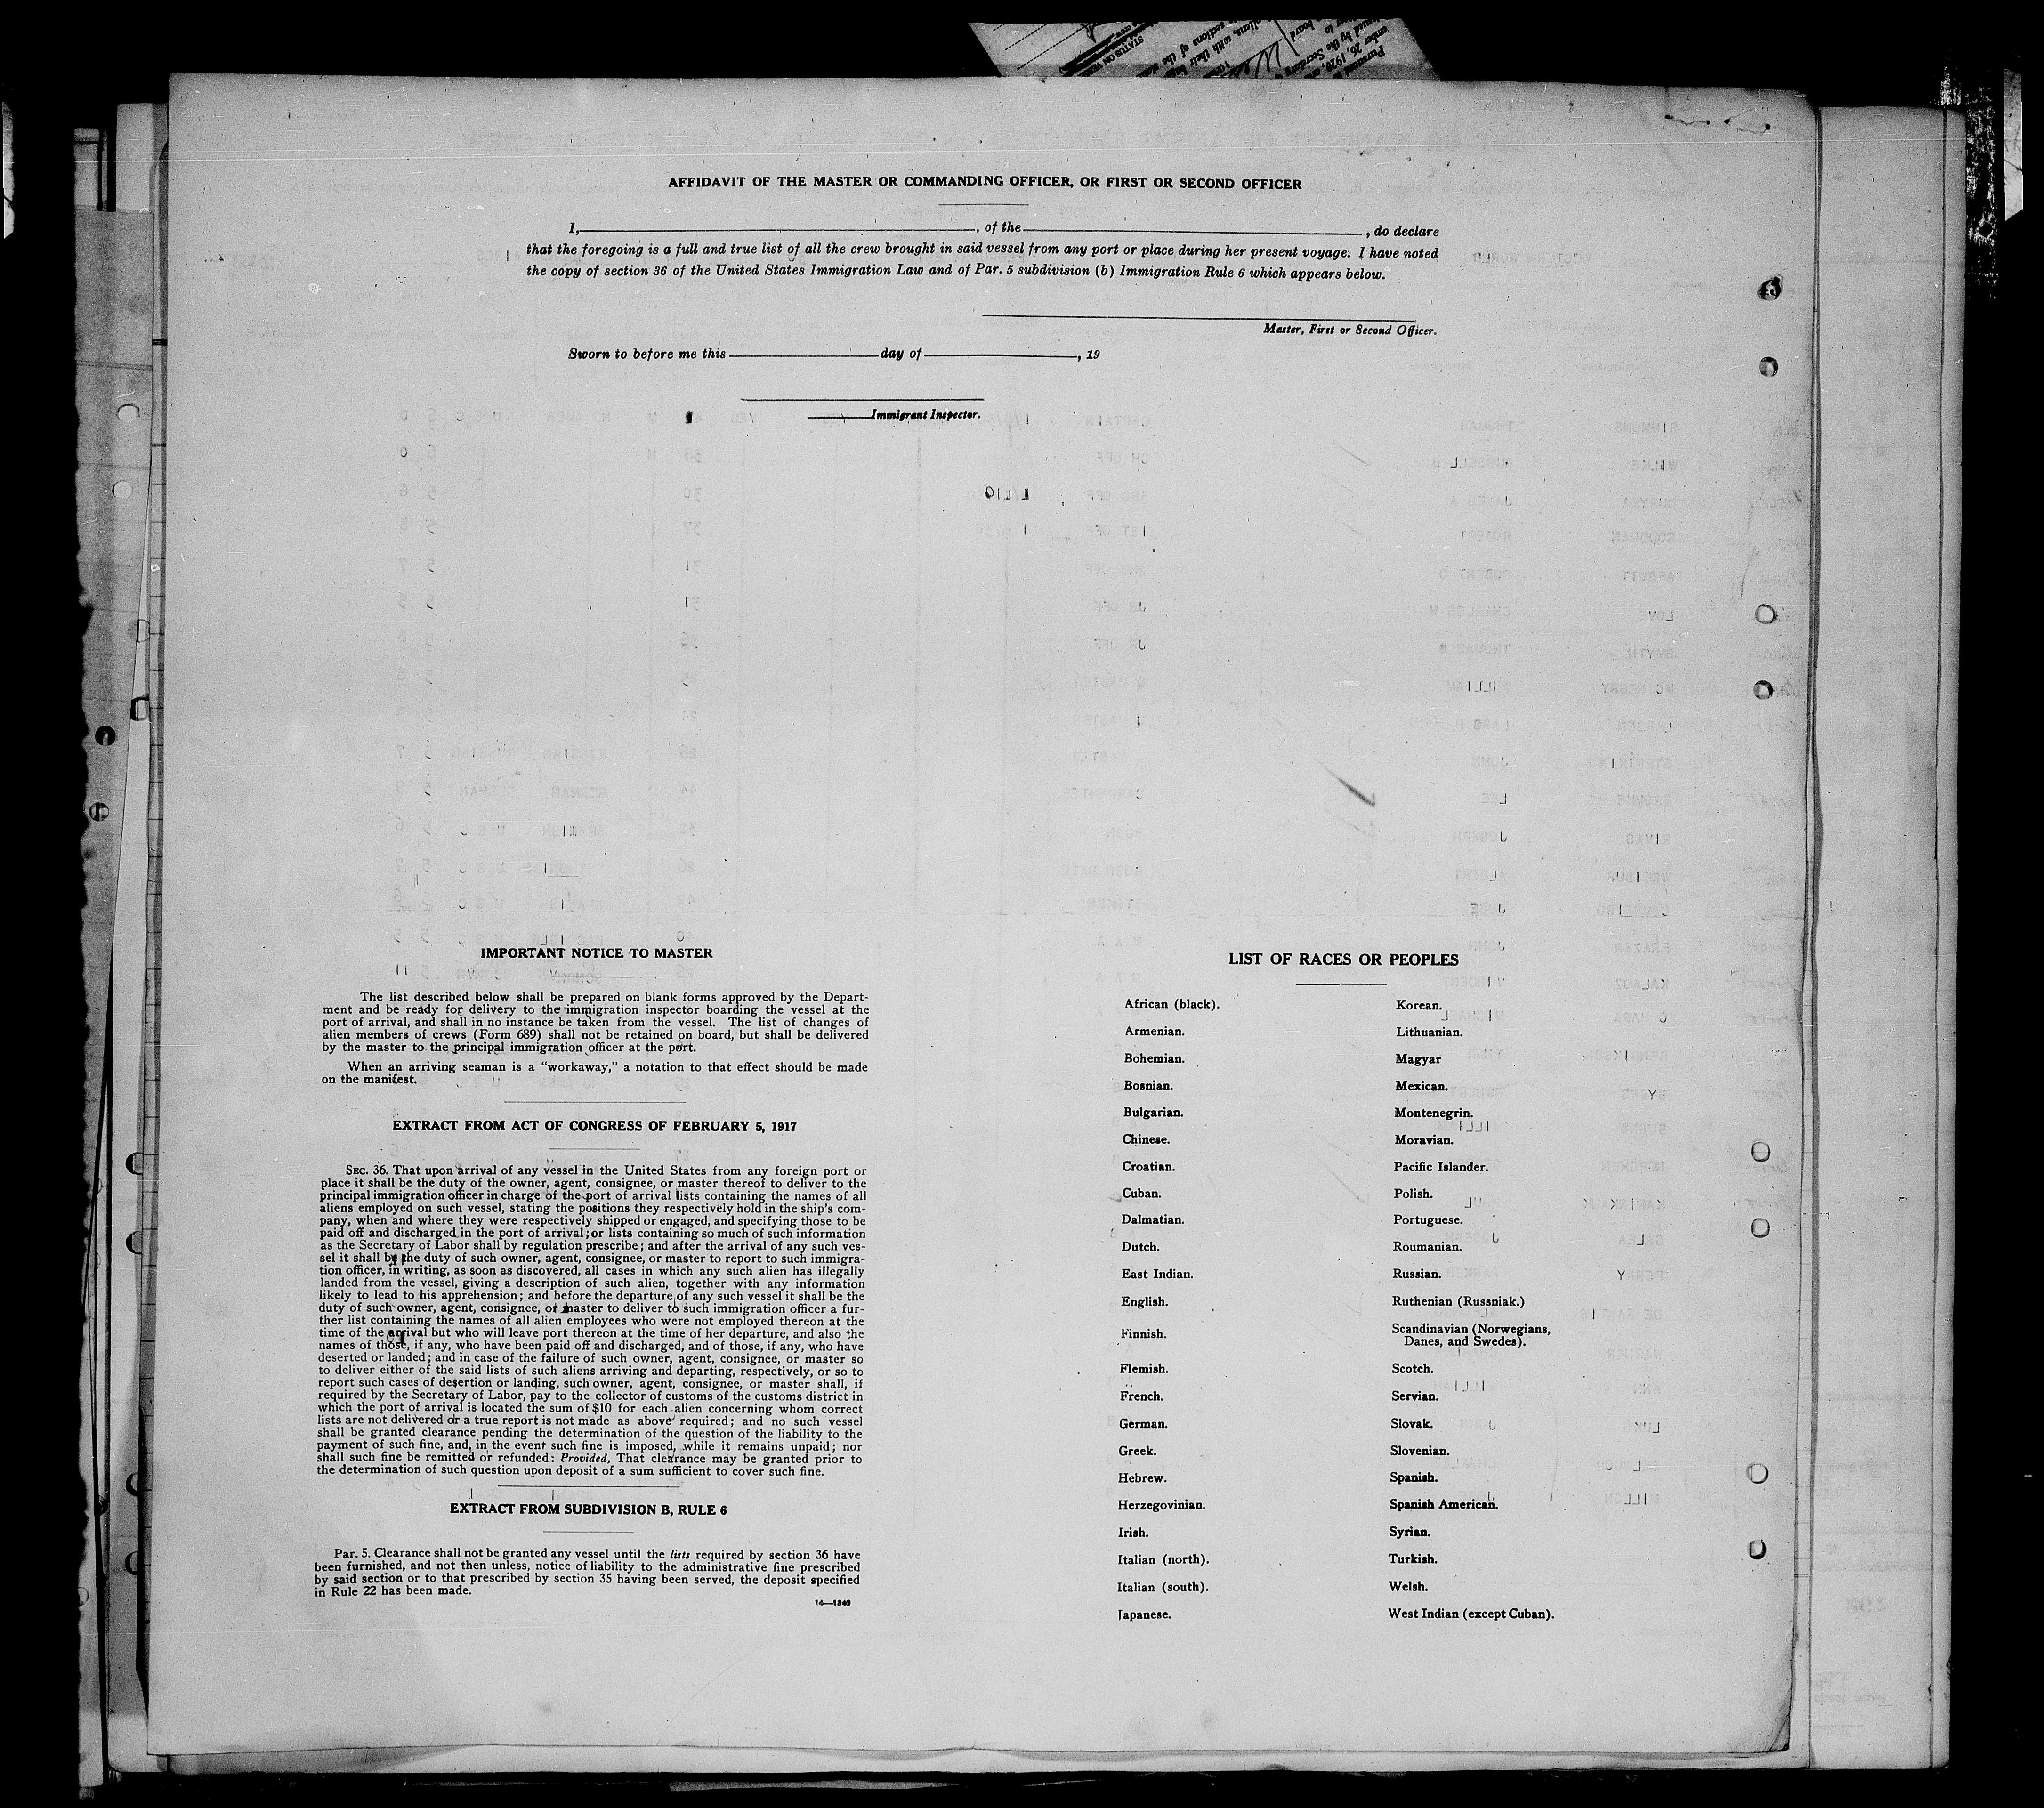 AFFIDAVIT OF THE MASTER OR COMMANDING OFFICER, OR FIRST OR SECOND OFFICER
I, , of the , do declare
that the foregoing is a full and true list of all the crew brought in said vessel from any port or place during her present voyage. I have noted
the copy of section 36 of the United States Immigration Law and of Par. 5 subdivision (b) Immigration Rule 6 which appears below.
Master, First or Second Officer.
Sworn to before me this day of , 19
Immigrant Inspector.
IMPORTANT NOTICE TO MASTER
The list described below shall be prepared on blank forms approved by the Depart-
ment and be ready for delivery to the immigration inspector boarding the vessel at the
port of arrival, and shall in no instance be taken from the vessel. The list of changes of
alien members of crews (Form 689) shall not be retained on board, but shall be delivered
by the master to the principal immigration officer at the port.
When an arriving seaman is a "workaway," a notation to that effect should be made
on the manifest.
EXTRACT FROM ACT OF CONGRESS OF FEBRUARY 5, 1917
SEC. 36. That upon arrival of any vessel in the United States from any foreign port or
place it shall be the duty of the owner, agent, consignee, or master thereof to deliver to the
principal immigration officer in charge of the port of arrival lists containing the names of all
aliens employed on such vessel, stating the positions they respectively hold in the ship's com-
pany, when and where they were respectively shipped or engaged, and specifying those to be
paid off and discharged in the port of arrival; or lists containing so much of such information
as the Secretary of Labor shall by regulation prescribe; and after the arrival of any such ves-
sel it shall be the duty of such owner, agent, consignee, or master to report to such immigra-
tion officer, in writing, as soon as discovered, all cases in which any such alien has illegally
landed from the vessel, giving a description of such alien, together with any information
likely to lead to his apprehension; and before the departure of any such vessel it shall be the
duty of such owner, agent, consignee, or master to deliver to such immigration officer a fur-
ther list containing the names of all alien employees who were not employed thereon at the
time of the arrival but who will leave port thereon at the time of her departure, and also the
names of those, if any, who have been paid off and discharged, and of those, if any, who have
deserted or landed; and in case of the failure of such owner, agent, consignee, or master so
to deliver either of the said lists of such aliens arriving and departing, respectively, or so to
report such cases of desertion or landing, such owner, agent, consignee, or master shall, if
required by the Secretary of Labor, pay to the collector of customs of the customs district in
which the port of arrival is located the sum of $10 for each alien concerning whom correct
lists are not delivered or a true report is not made as above required; and no such vessel
shall be granted clearance pending the determination of the question of the liability to the
payment of such fine, and, in the event such fine is imposed, while it remains unpaid; nor
shall such fine be remitted or refunded: Provided, That clearance may be granted prior to
the determination of such question upon deposit of a sum sufficient to cover such fine.
EXTRACT FROM SUBDIVISION B, RULE 6
Par. 5. Clearance shall not be granted any vessel until the lists required by section 36 have
been furnished, and not then unless, notice of liability to the administrative fine prescribed
by said section or to that prescribed by section 35 having been served, the deposit specified
in Rule 22 has been made.
14—1240
LIST OF RACES OR PEOPLES
African (black).
Armenian.
Bohemian.
Bosnian.
Bulgarian.
Chinese.
Croatian.
Cuban.
Dalmatian.
Dutch.
East Indian.
English.
Finnish.
Flemish.
French.
German.
Greek.
Hebrew.
Herzegovinian.
Irish.
Italian (north).
Italian (south).
Japanese.
Korean.
Lithuanian.
Magyar
Mexican.
Montenegrin.
Moravian.
Pacific Islander.
Polish.
Portuguese.
Roumanian.
Russian.
Ruthenian (Russniak.)
Scandinavian (Norwegians,
Danes, and Swedes).
Scotch.
Servian.
Slovak.
Slovenian.
Spanish.
Spanish American.
Syrian.
Turkish.
Welsh.
West Indian (except Cuban).